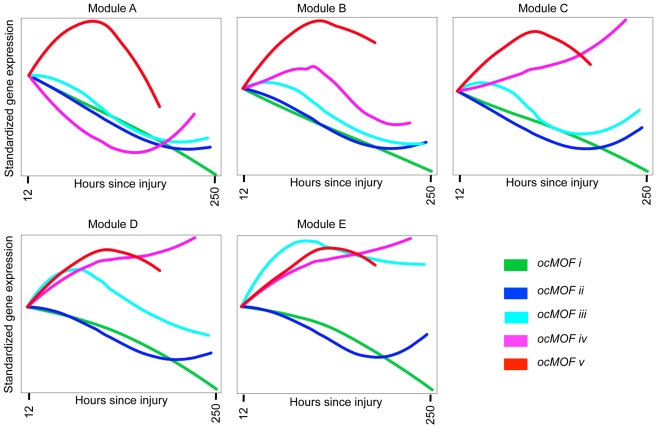 Module A
Module B
Module C
Standardized gene expression
Hours since injury
Hours since injury
Hours since injury
12
250
12
250
12
250
Module D
Module E
Standardized gene expression
ocMOF i
ocMOF ii
ocMOF iii
ocMOF iv
ocMOF v
Hours since injury
Hours since injury
12
250
12
250